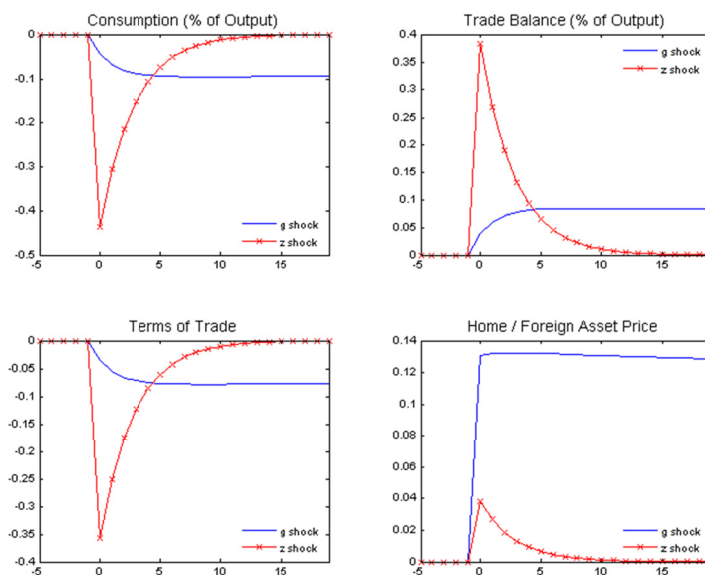 Consumption (% of Output)
0
-0.1
-0.2
-0.3
-0.4
-0.5
-5 0 5 10 15
g shock
z shock
Trade Balance (% of Output)
0.4
0.35
0.3
0.25
0.2
0.15
0.1
0.05
0
-5 0 5 10 15
g shock
z shock
Terms of Trade
0
-0.05
-0.1
-0.15
-0.2
-0.25
-0.3
-0.35
-0.4
-5 0 5 10 15
g shock
z shock
Home / Foreign Asset Price
0.14
0.12
0.1
0.08
0.06
0.04
0.02
0
-5 0 5 10 15
g shock
z shock